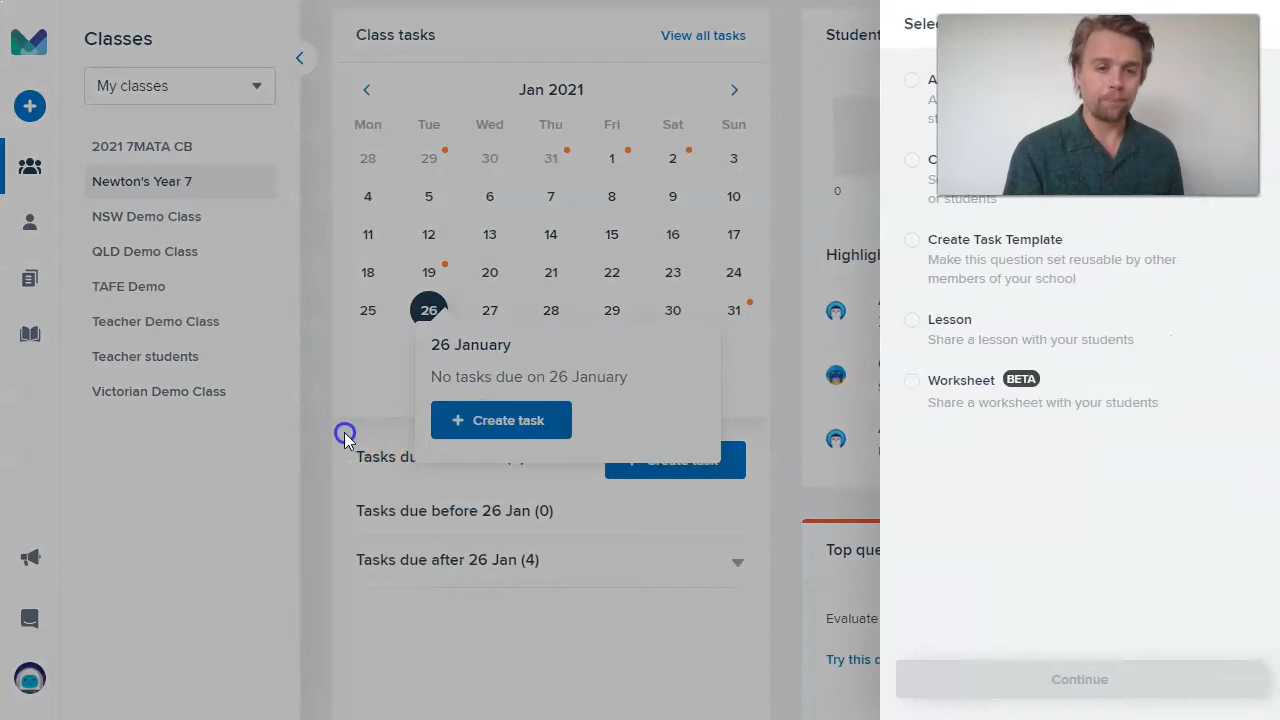 Classes
My classes
2021 7MATA CB
Newton's Year 7
NSW Demo Class
QLD Demo Class
TAFE Demo
Teacher Demo Class
Teacher students
Victorian Demo Class
Class tasks
View all tasks
Jan 2021
Mon Tue Wed Thu Fri Sat Sun
28 29 30 31 1 2 3
4 5 6 7 8 9 10
11 12 13 14 15 16 17
18 19 20 21 22 23 24
25 26 27 28 29 30 31
26 January
No tasks due on 26 January
+ Create task
Tasks
Create task
Tasks due before 26 Jan (0)
Tasks due after 26 Jan (4)
Student
0
Highlig
Top que
Evaluate
Try this
Create Task Template
Make this question set reusable by other
members of your school
or students
Lesson
Share a lesson with your students
Worksheet BETA
Share a worksheet with your students
Continue